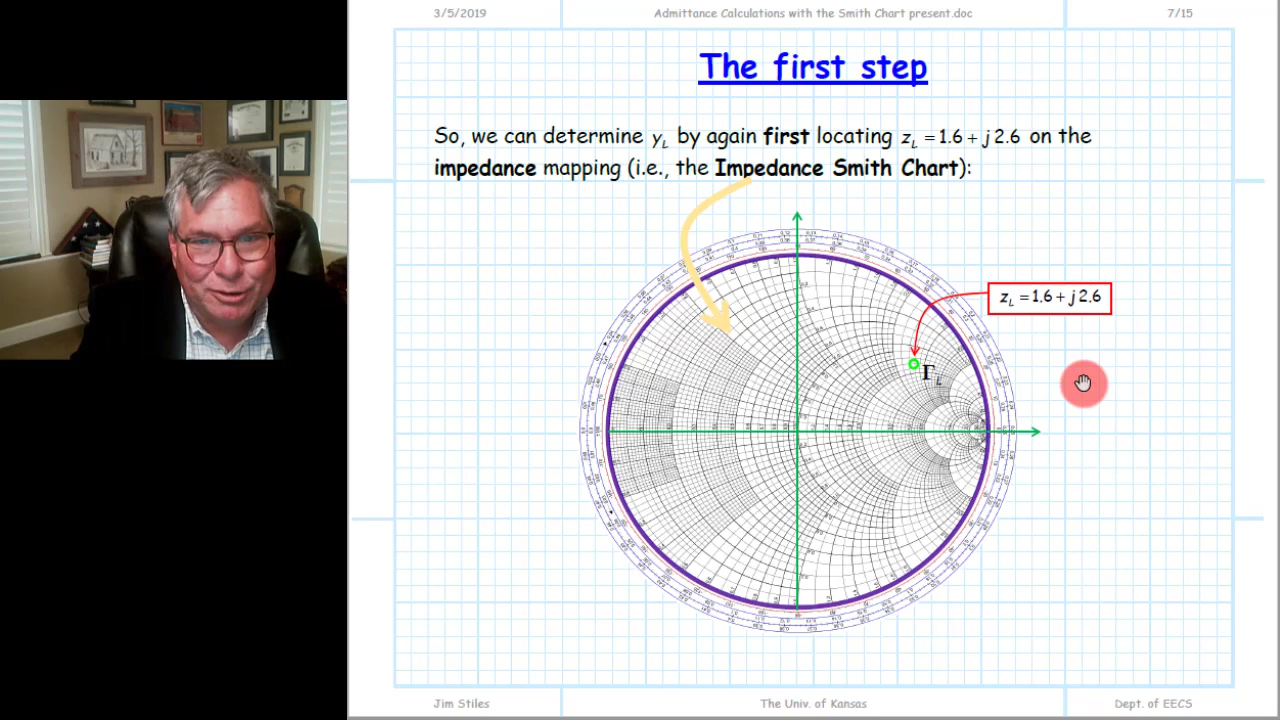 3/5/2019 Admittance Calculations with the Smith Chart present.doc 7/15
The first step
So, we can determine y_L by again first locating z_L = 1.6 + j 2.6 on the
impedance mapping (i.e., the Impedance Smith Chart):
z_L = 1.6 + j 2.6
Γ_L
Jim Stiles The Univ. of Kansas Dept. of EECS